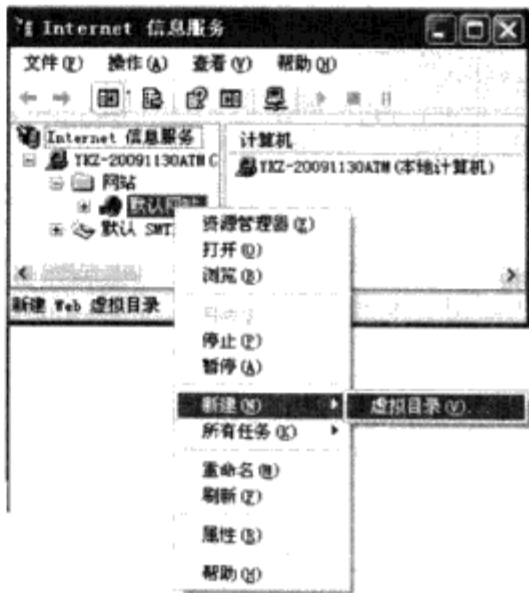 Internet 信息服务
文件(F) 操作(A) 查看(V) 帮助(H)
Internet 信息服务
YKZ-20091130ATM(
网站
默认网站
默认 SMT
计算机
YKZ-20091130ATM(本地计算机)
新建 Web 虚拟目录
资源管理器(E)
打开(O)
浏览(B)
停止(P)
暂停(A)
新建(N)
虚拟目录(V)...
所有任务(K)
重命名(M)
刷新(F)
属性(R)
帮助(H)